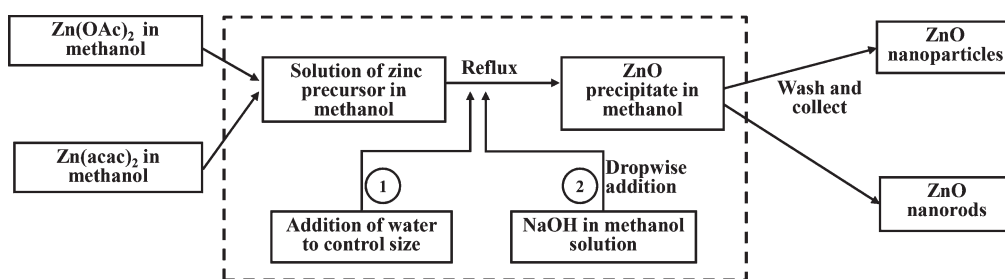 Zn(OAc)₂ in
methanol
Zn(acac)₂ in
methanol
Solution of zinc
precursor in
methanol
Reflux
ZnO
precipitate in
methanol
1
Addition of water
to control size
2
Dropwise
addition
NaOH in methanol
solution
Wash and
collect
ZnO
nanoparticles
ZnO
nanorods